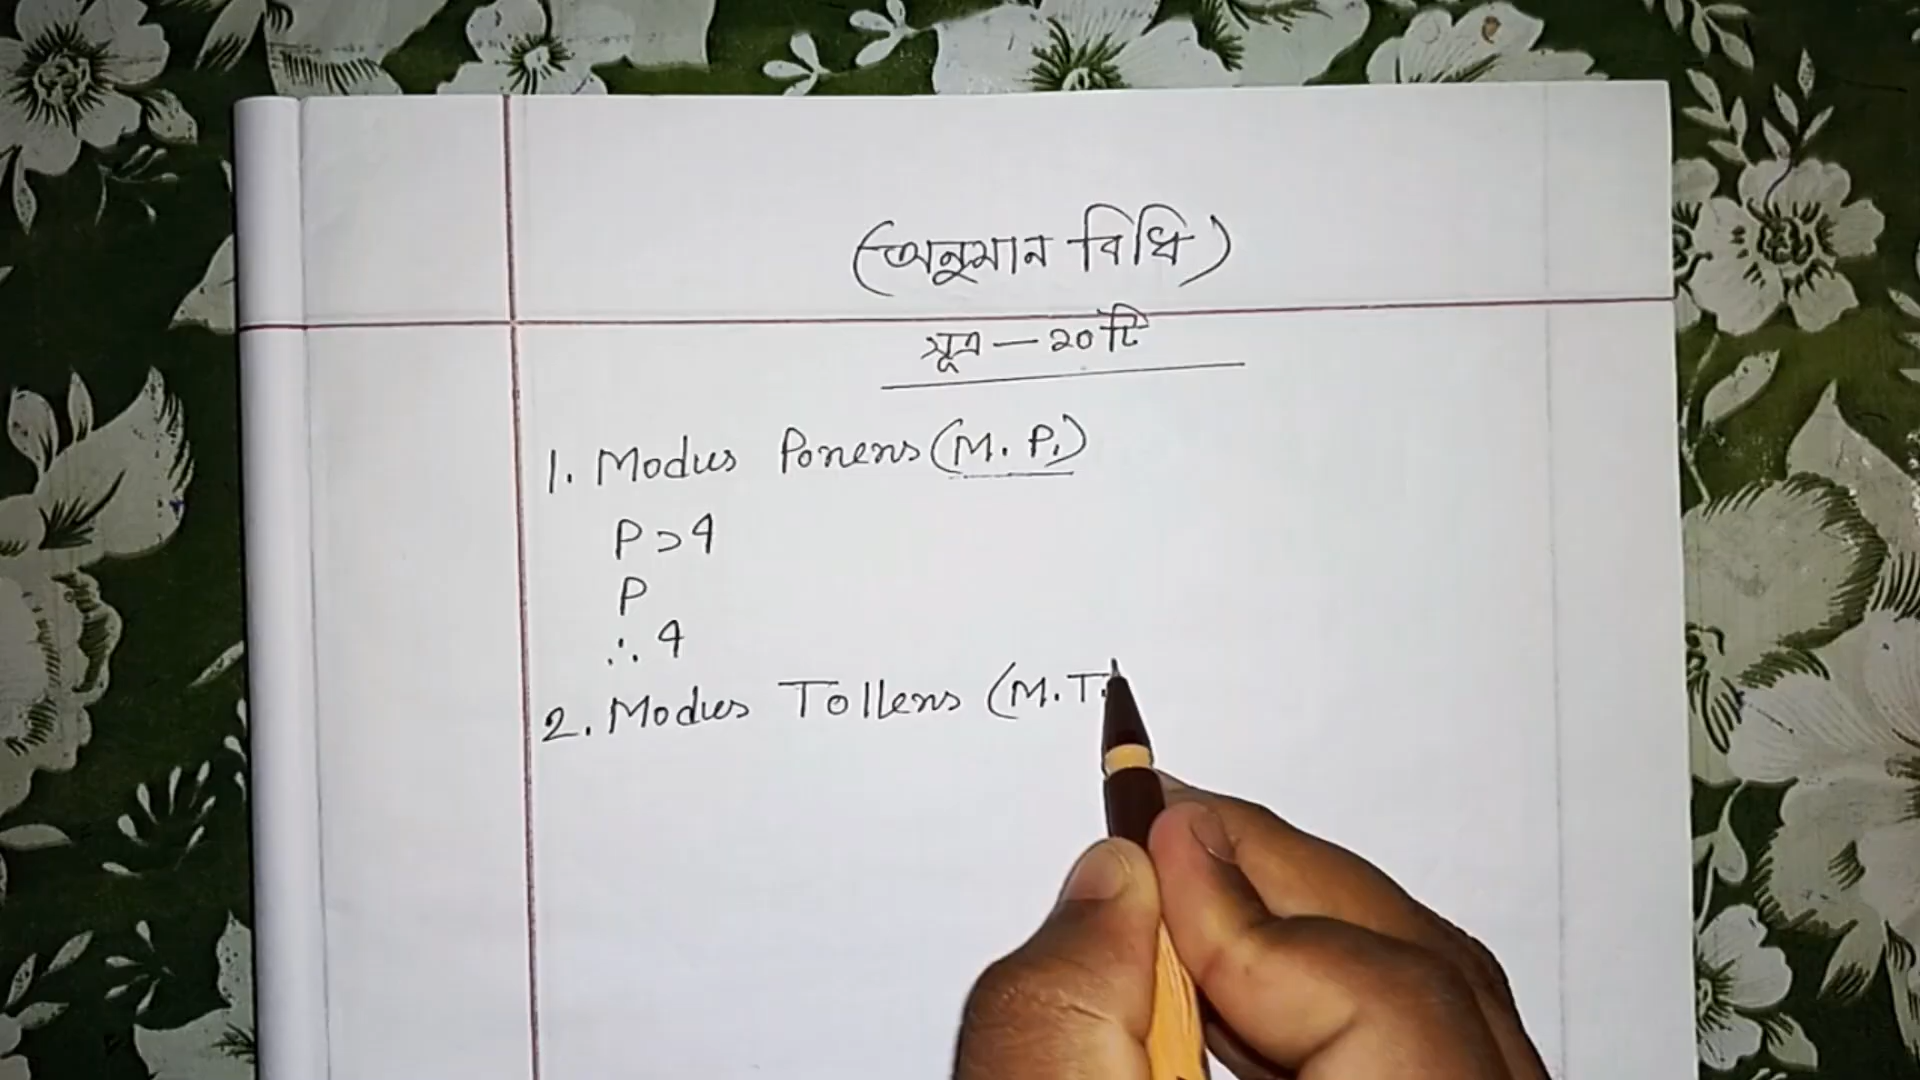 (অনুমান বিধি)
সূত্র — ২০টি
1. Modus Ponens (M. P.)
P ⊃ q
P
∴ q
2. Modus Tollens (M.T.